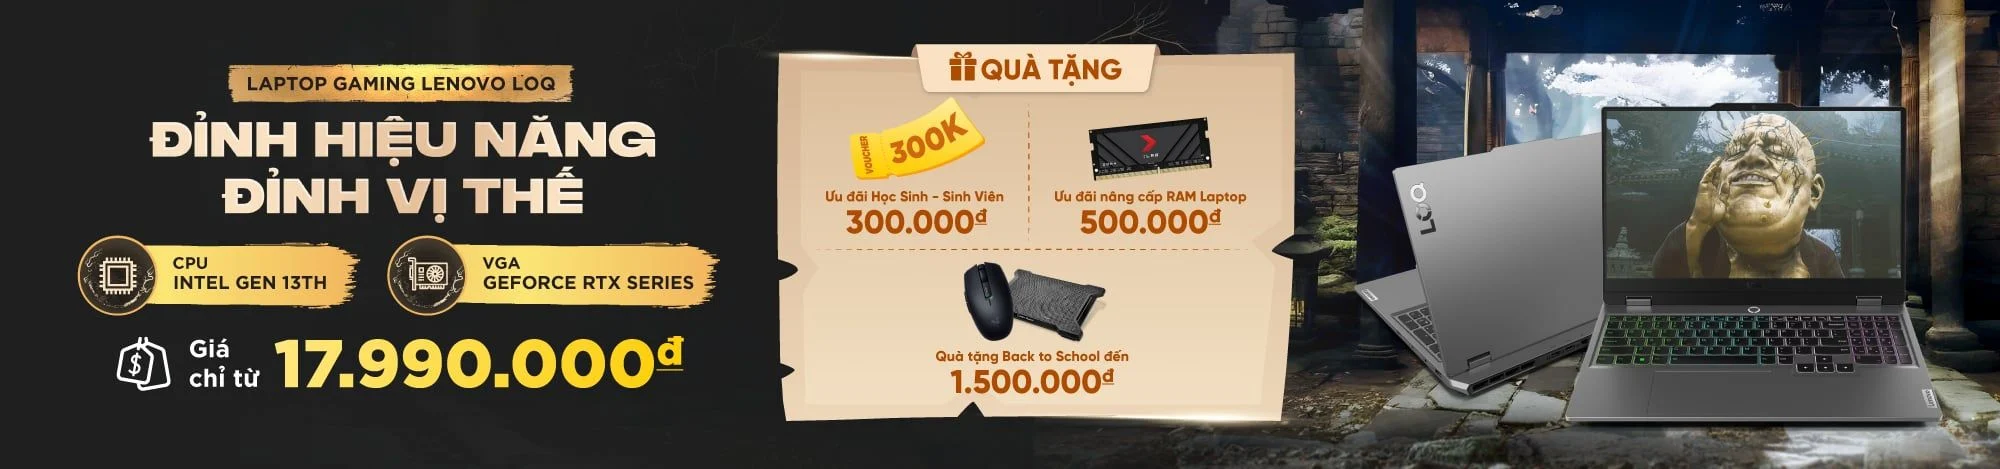 LAPTOP GAMING LENOVO LOQ
ĐỈNH HIỆU NĂNG
ĐỈNH VỊ THẾ
CPU
INTEL GEN 13TH
VGA
GEFORCE RTX SERIES
Giá
chỉ từ
17.990.000đ
QUÀ TẶNG
VOUCHER
300K
Ưu đãi Học Sinh - Sinh Viên
300.000đ
Ưu đãi nâng cấp RAM Laptop
500.000đ
Quà tặng Back to School đến
1.500.000đ
LOQ
Lenovo